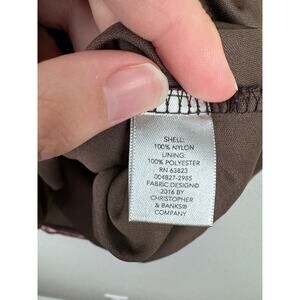 SHELL:
100% NYLON
LINING:
100% POLYESTER
RN 63823
004827-2985
FABRIC DESIGN©
2016 BY
CHRISTOPHER
& BANKS®
COMPANY